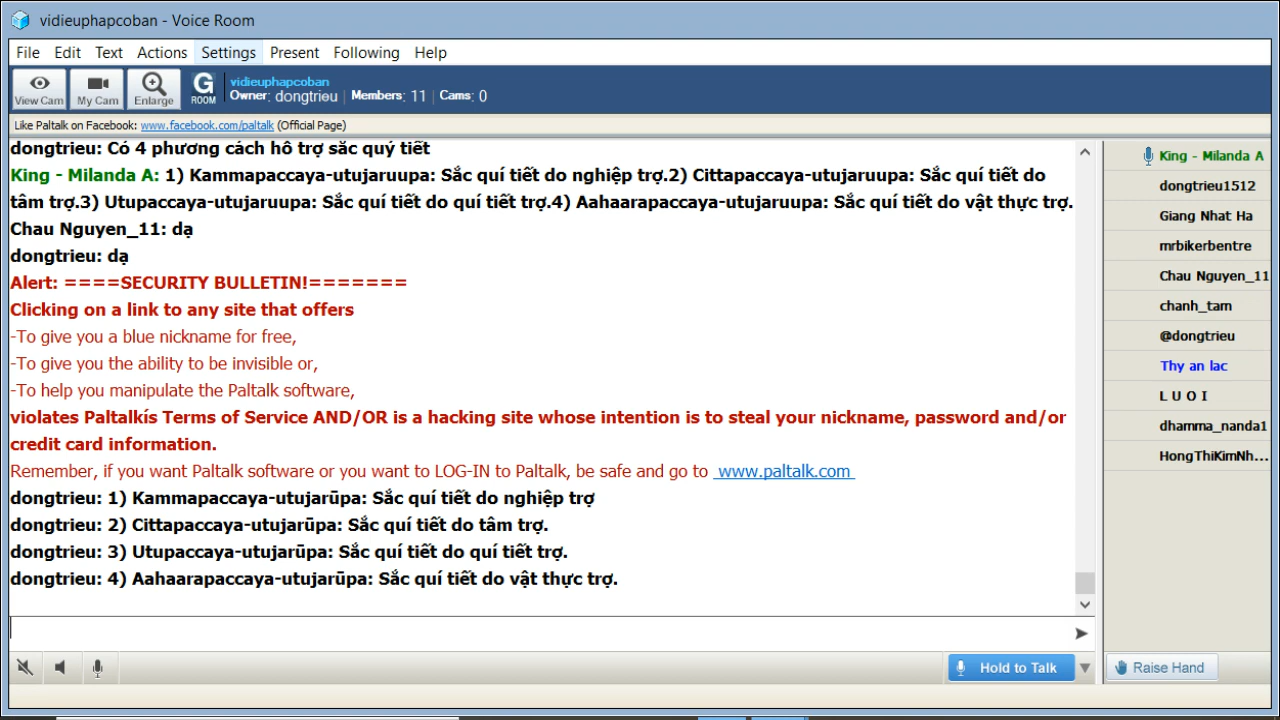 vidieuphapcoban - Voice Room
File Edit Text Actions Settings Present Following Help
View Cam My Cam Enlarge G ROOM
vidieuphapcoban
Owner: dongtrieu | Members: 11 | Cams: 0
Like Paltalk on Facebook: www.facebook.com/paltalk (Official Page)
dongtrieu: Có 4 phương cách hỗ trợ sắc quý tiết
King - Milanda A: 1) Kammapaccaya-utujaruupa: Sắc quí tiết do nghiệp trợ.2) Cittapaccaya-utujaruupa: Sắc quí tiết do
tâm trợ.3) Utupaccaya-utujaruupa: Sắc quí tiết do quí tiết trợ.4) Aahaarapaccaya-utujaruupa: Sắc quí tiết do vật thực trợ.
Chau Nguyen_11: dạ
dongtrieu: dạ
Alert: ====SECURITY BULLETIN!=======
Clicking on a link to any site that offers
-To give you a blue nickname for free,
-To give you the ability to be invisible or,
-To help you manipulate the Paltalk software,
violates Paltalkís Terms of Service AND/OR is a hacking site whose intention is to steal your nickname, password and/or
credit card information.
Remember, if you want Paltalk software or you want to LOG-IN to Paltalk, be safe and go to www.paltalk.com
dongtrieu: 1) Kammapaccaya-utujarūpa: Sắc quí tiết do nghiệp trợ
dongtrieu: 2) Cittapaccaya-utujarūpa: Sắc quí tiết do tâm trợ.
dongtrieu: 3) Utupaccaya-utujarūpa: Sắc quí tiết do quí tiết trợ.
dongtrieu: 4) Aahaarapaccaya-utujarūpa: Sắc quí tiết do vật thực trợ.
King - Milanda A
dongtrieu1512
Giang Nhat Ha
mrbikerbentre
Chau Nguyen_11
chanh_tam
@dongtrieu
Thy an lac
L U O I
dhamma_nanda1
HongThiKimNh...
Hold to Talk
Raise Hand